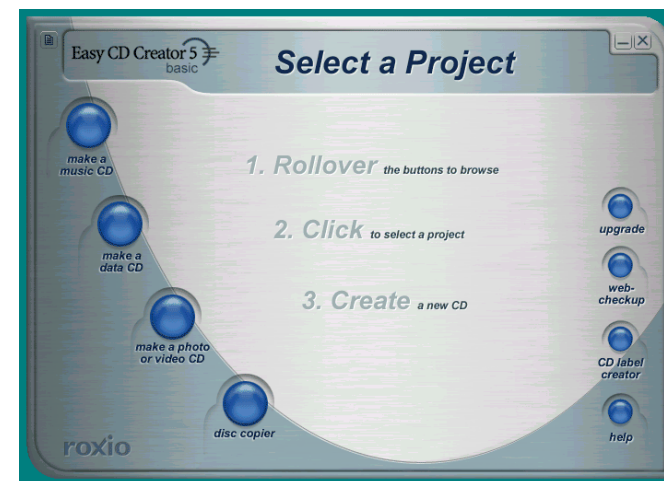 Easy CD Creator 5
basic
Select a Project
make a
music CD
1. Rollover the buttons to browse
make a
data CD
2. Click to select a project
upgrade
web-
checkup
3. Create a new CD
make a photo
or video CD
CD label
creator
disc copier
help
roxio